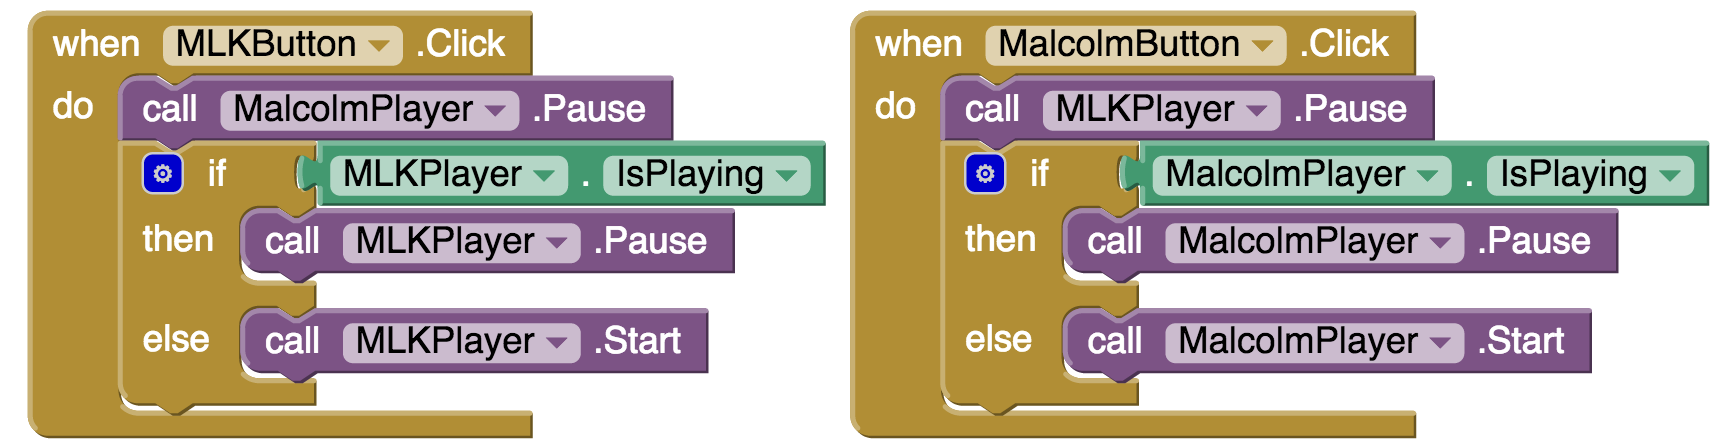 when MLKButton .Click
do call MalcolmPlayer .Pause
if MLKPlayer . IsPlaying
then call MLKPlayer .Pause
else call MLKPlayer .Start
when MalcolmButton .Click
do call MLKPlayer .Pause
if MalcolmPlayer . IsPlaying
then call MalcolmPlayer .Pause
else call MalcolmPlayer .Start